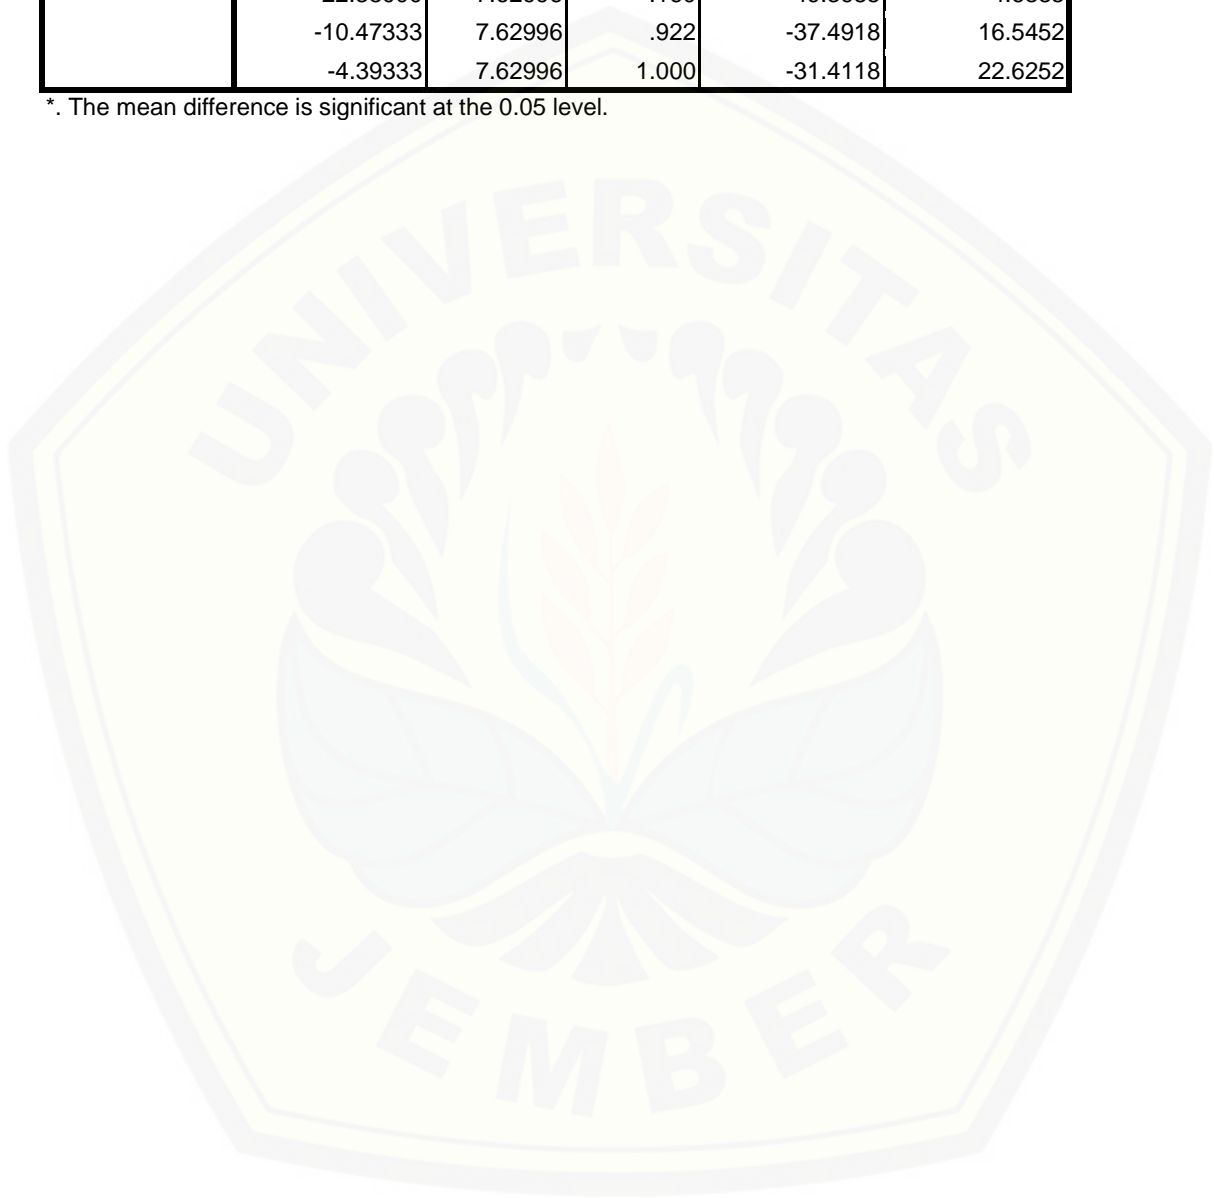 -10.47333 7.62996 .922 -37.4918 16.5452
-4.39333 7.62996 1.000 -31.4118 22.6252
*. The mean difference is significant at the 0.05 level.
UNIVERSITAS
JEMBER